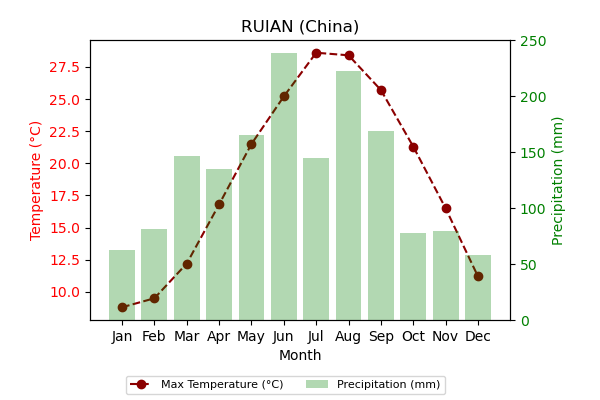 RUIAN (China)
27.5
25.0
22.5
20.0
17.5
15.0
12.5
10.0
Temperature (°C)
250
200
150
100
50
0
Precipitation (mm)
Jan Feb Mar Apr May Jun Jul Aug Sep Oct Nov Dec
Month
Max Temperature (°C) Precipitation (mm)